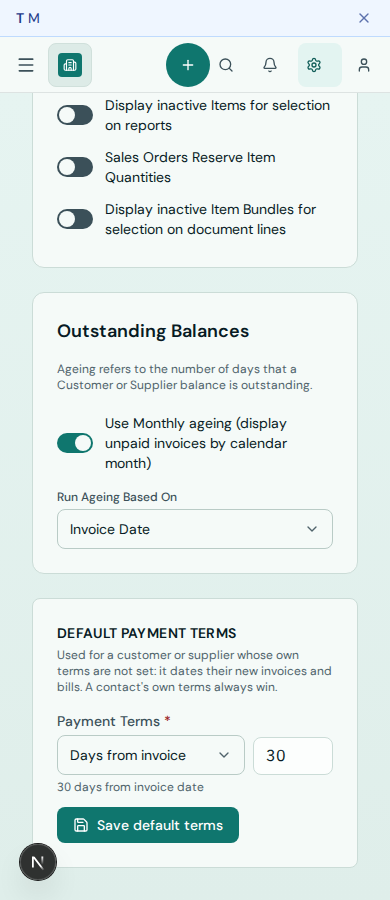 T M
Display inactive Items for selection
on reports
Sales Orders Reserve Item
Quantities
Display inactive Item Bundles for
selection on document lines
Outstanding Balances
Ageing refers to the number of days that a
Customer or Supplier balance is outstanding.
Use Monthly ageing (display
unpaid invoices by calendar
month)
Run Ageing Based On
Invoice Date
DEFAULT PAYMENT TERMS
Used for a customer or supplier whose own
terms are not set: it dates their new invoices and
bills. A contact's own terms always win.
Payment Terms *
Days from invoice
30
30 days from invoice date
Save default terms
N